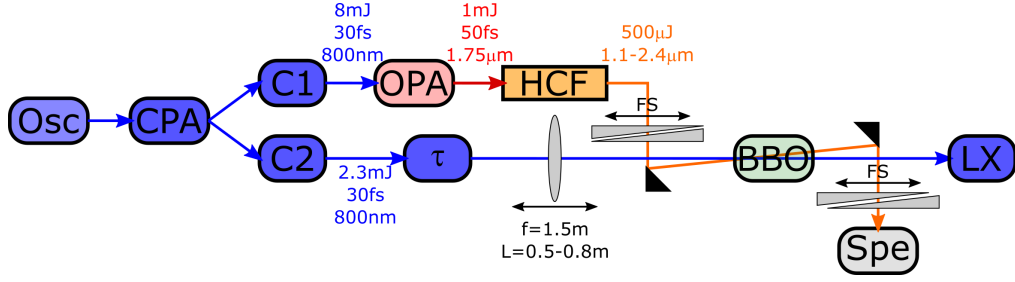 8mJ
30fs
800nm
1mJ
50fs
1.75μm
500μJ
1.1-2.4μm
C1
OPA
HCF
FS
Osc
CPA
C2
τ
BBO
LX
2.3mJ
30fs
800nm
FS
f=1.5m
L=0.5-0.8m
Spe